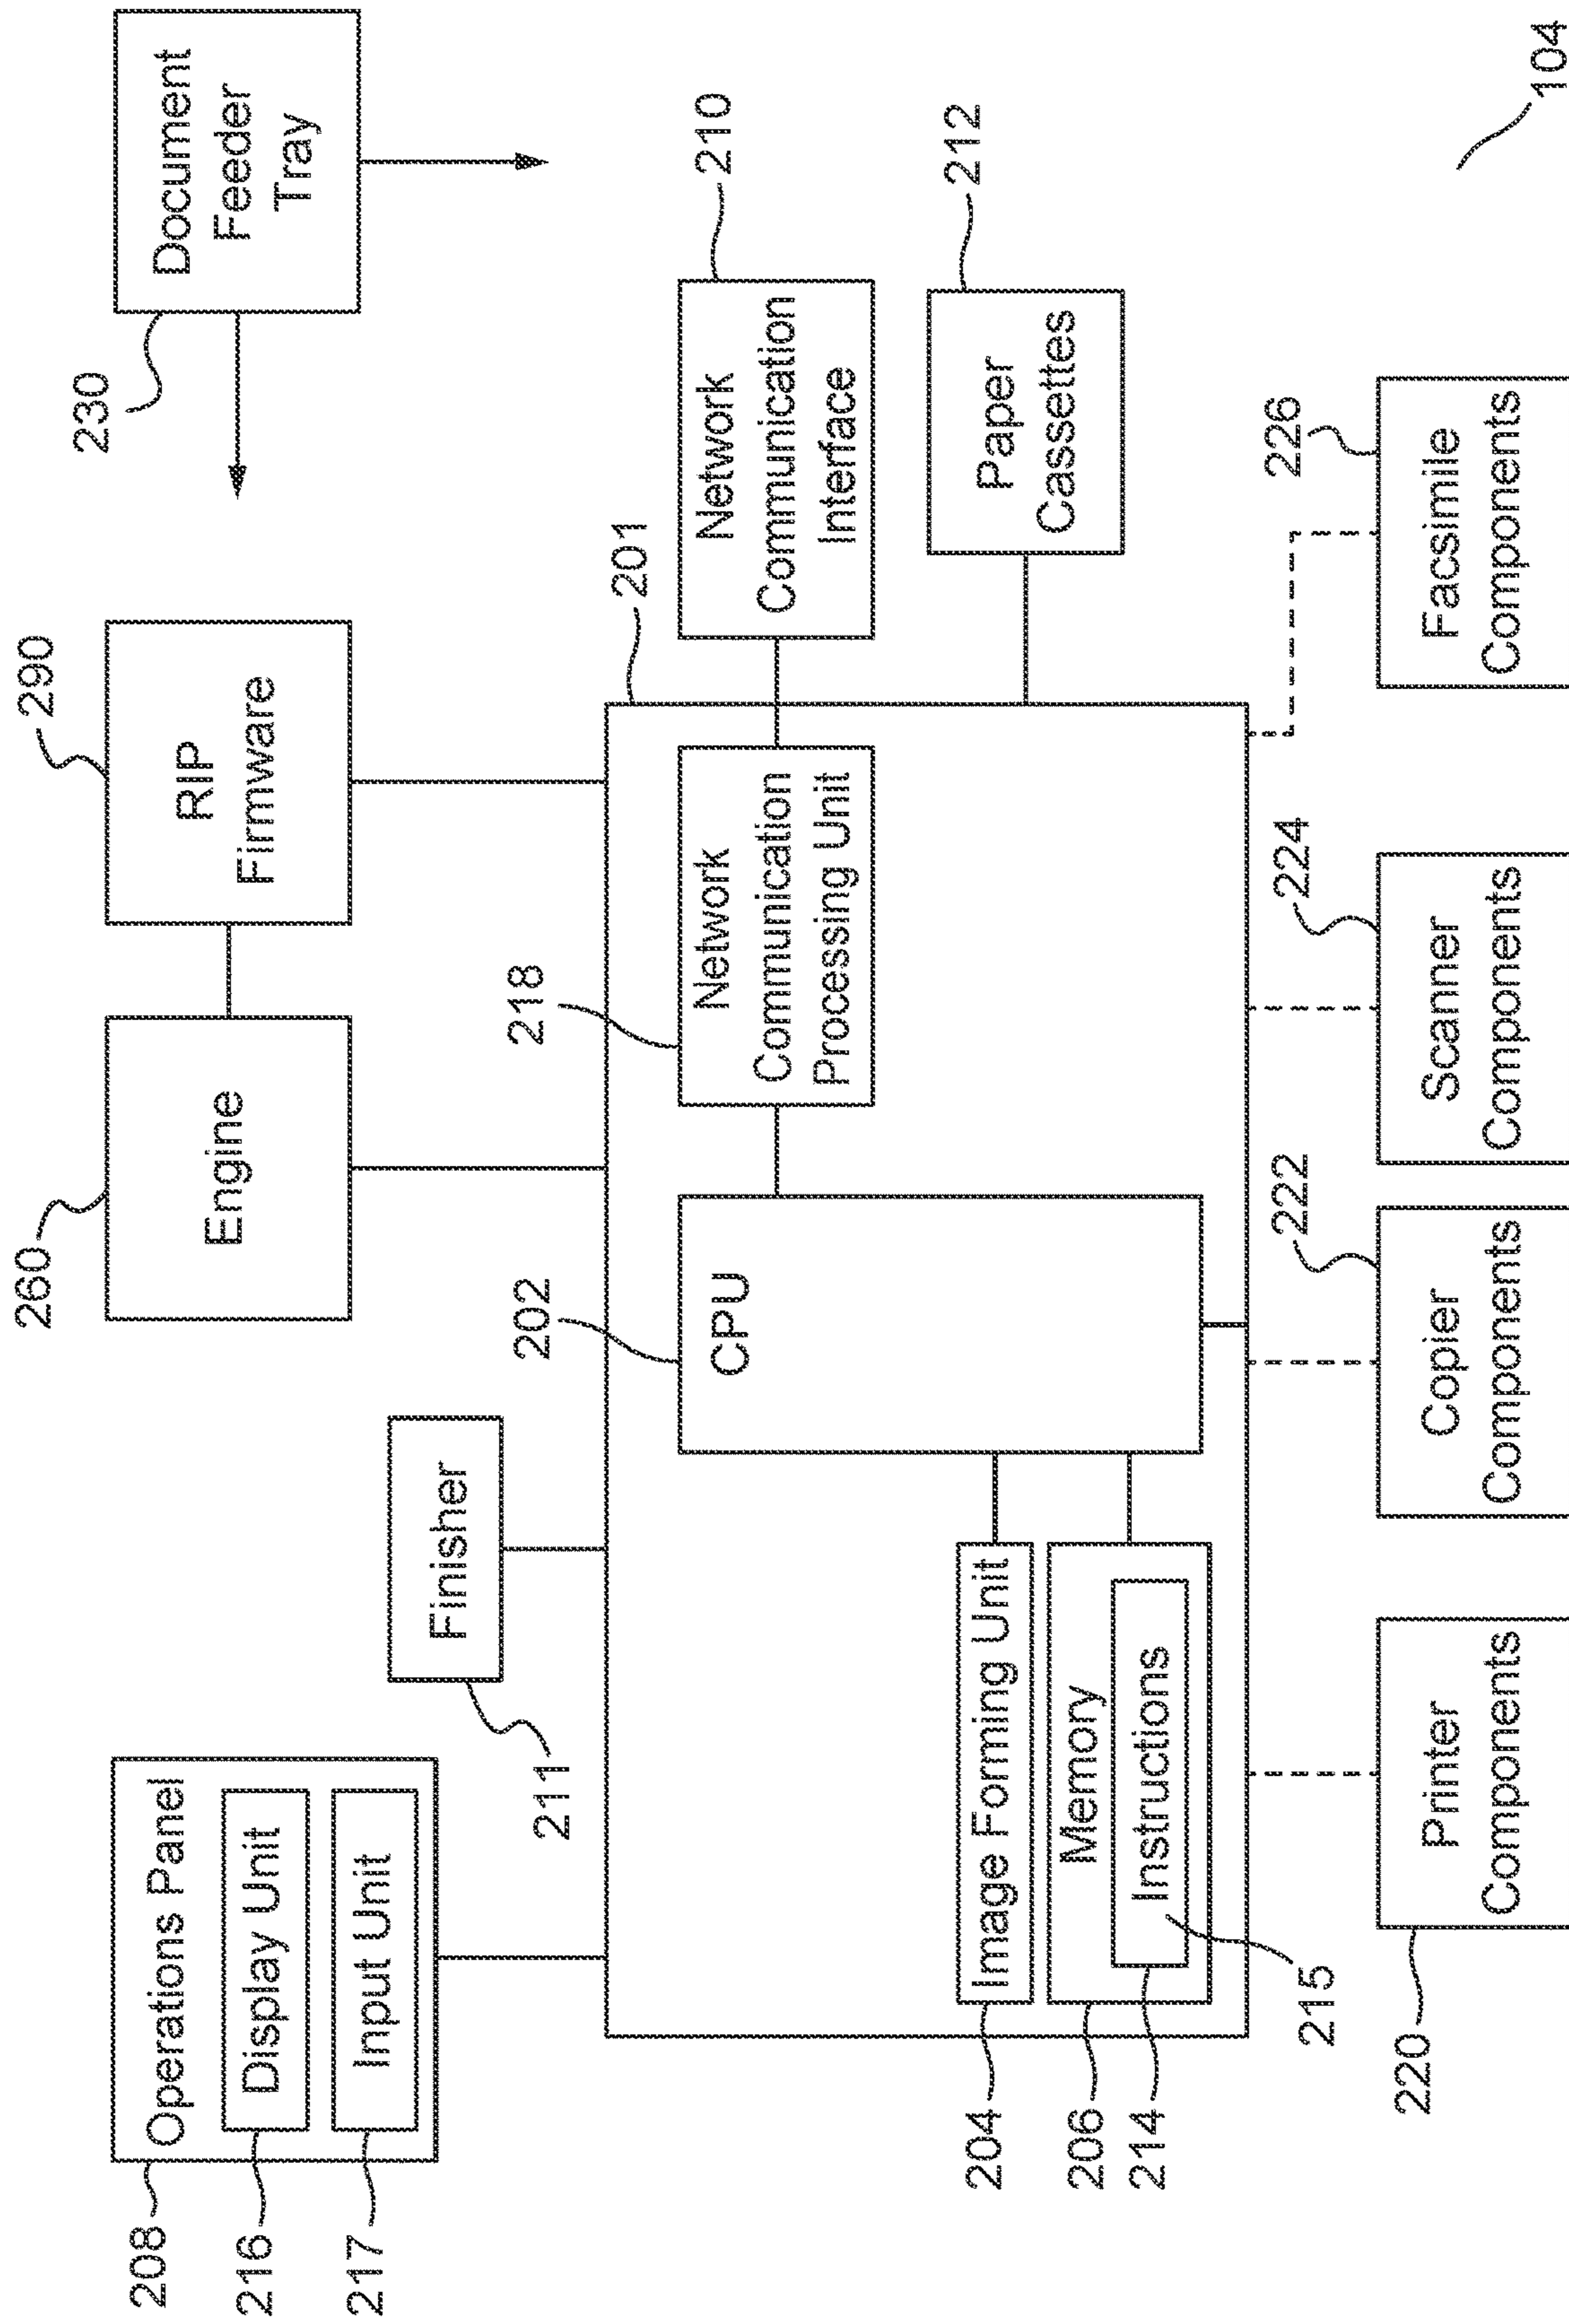 208
Operations Panel
216
Display Unit
217
Input Unit
Finisher
211
260
Engine
290
RIP
Firmware
230
Document
Feeder
Tray
201
202
CPU
218
Network
Communication
Processing Unit
Network
Communication
Interface
210
Paper
Cassettes
212
204
Image Forming Unit
206
Memory
214
Instructions
215
220
Printer
Components
222
Copier
Components
224
Scanner
Components
226
Facsimile
Components
104